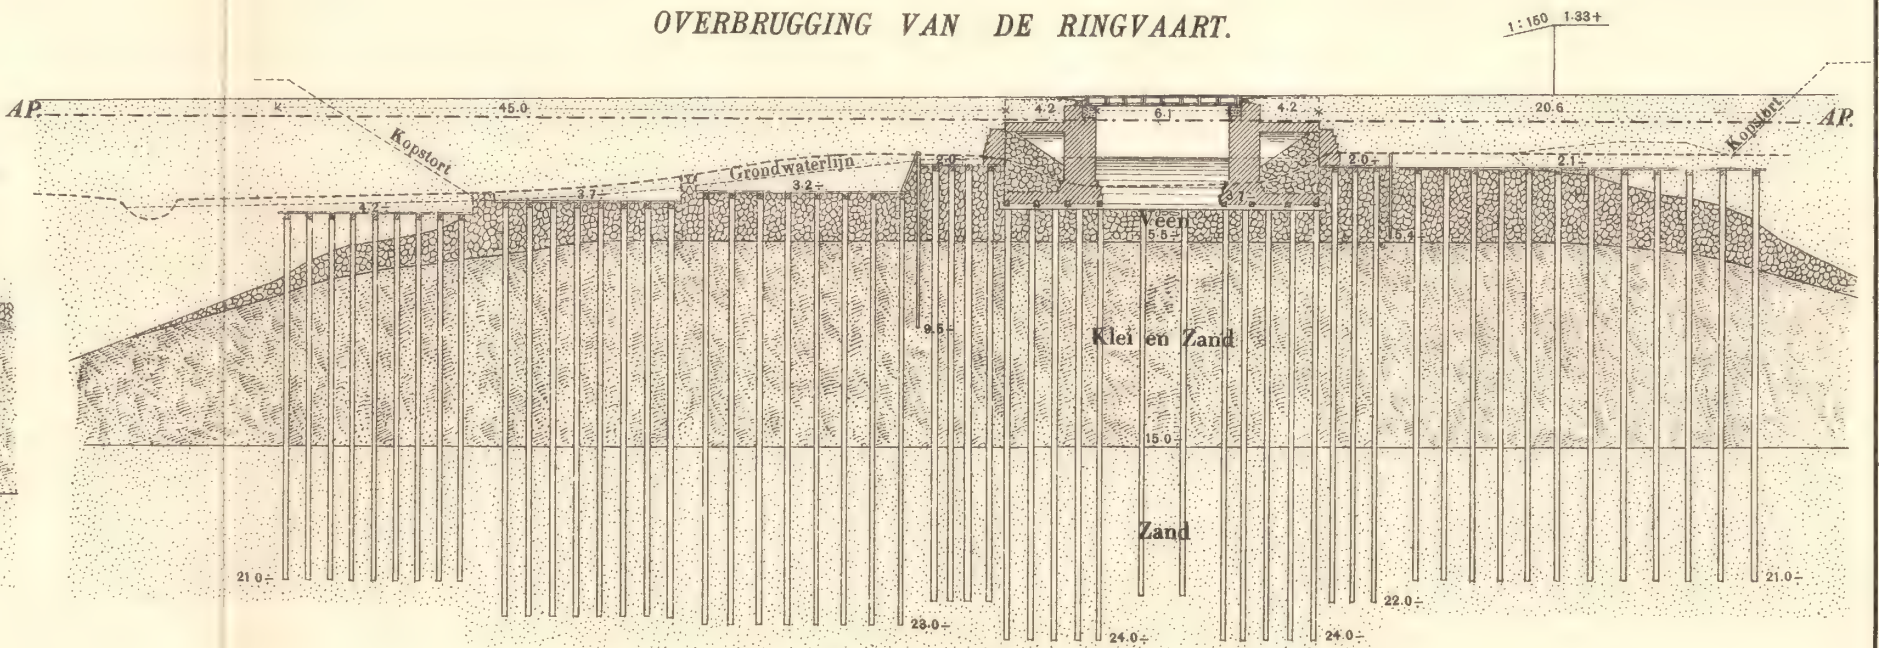 OVERBRUGGING VAN DE RINGVAART.
1:150 1.33+
AP. 45.0 4.2 6.1 4.2 20.6 AP.
Kopstort
Kopstort
Grondwaterlijn
2.0÷
2.0÷
2.1÷
4.2÷
3.7÷
3.2÷
3.1÷
Veen
5.5÷
5.4÷
9.5÷
Klei en Zand
15.0÷
Zand
21.0÷
23.0÷
24.0÷
24.0÷
22.0÷
21.0÷